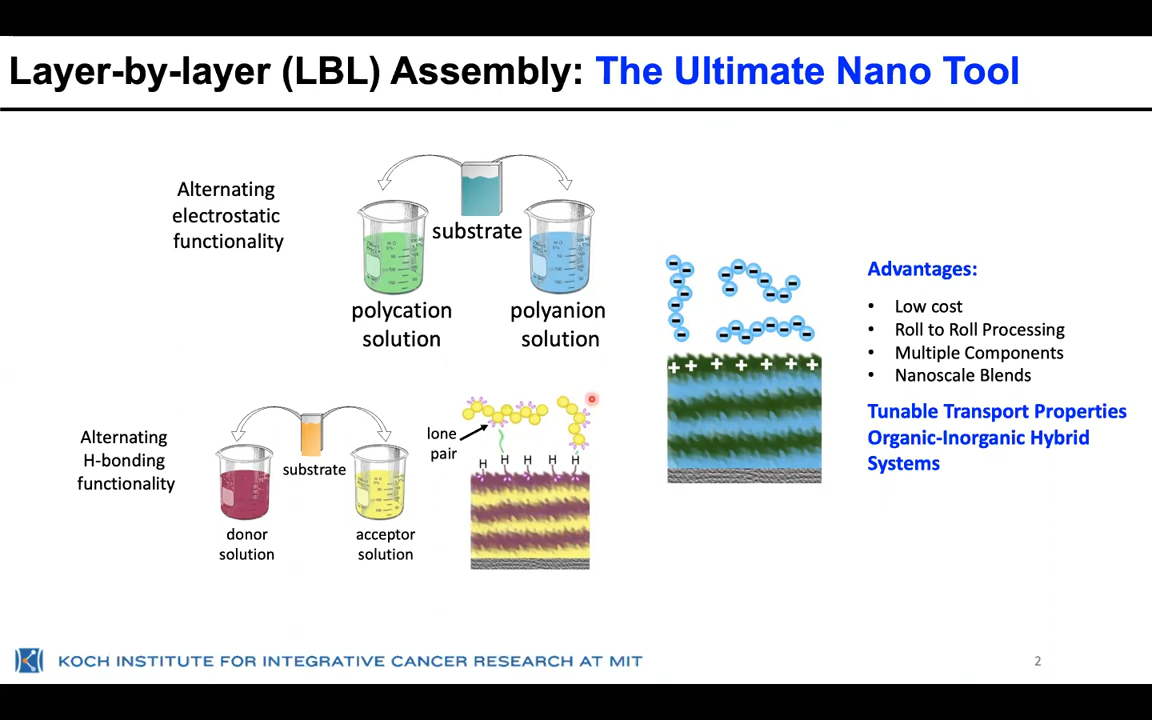 Layer-by-layer (LBL) Assembly: The Ultimate Nano Tool
Alternating
electrostatic
functionality
substrate
polycation
solution
polyanion
solution
Alternating
H-bonding
functionality
substrate
donor
solution
acceptor
solution
lone
pair
H H H H H
+ + + + + +
Advantages:
• Low cost
• Roll to Roll Processing
• Multiple Components
• Nanoscale Blends
Tunable Transport Properties
Organic-Inorganic Hybrid
Systems
KOCH INSTITUTE FOR INTEGRATIVE CANCER RESEARCH AT MIT
2